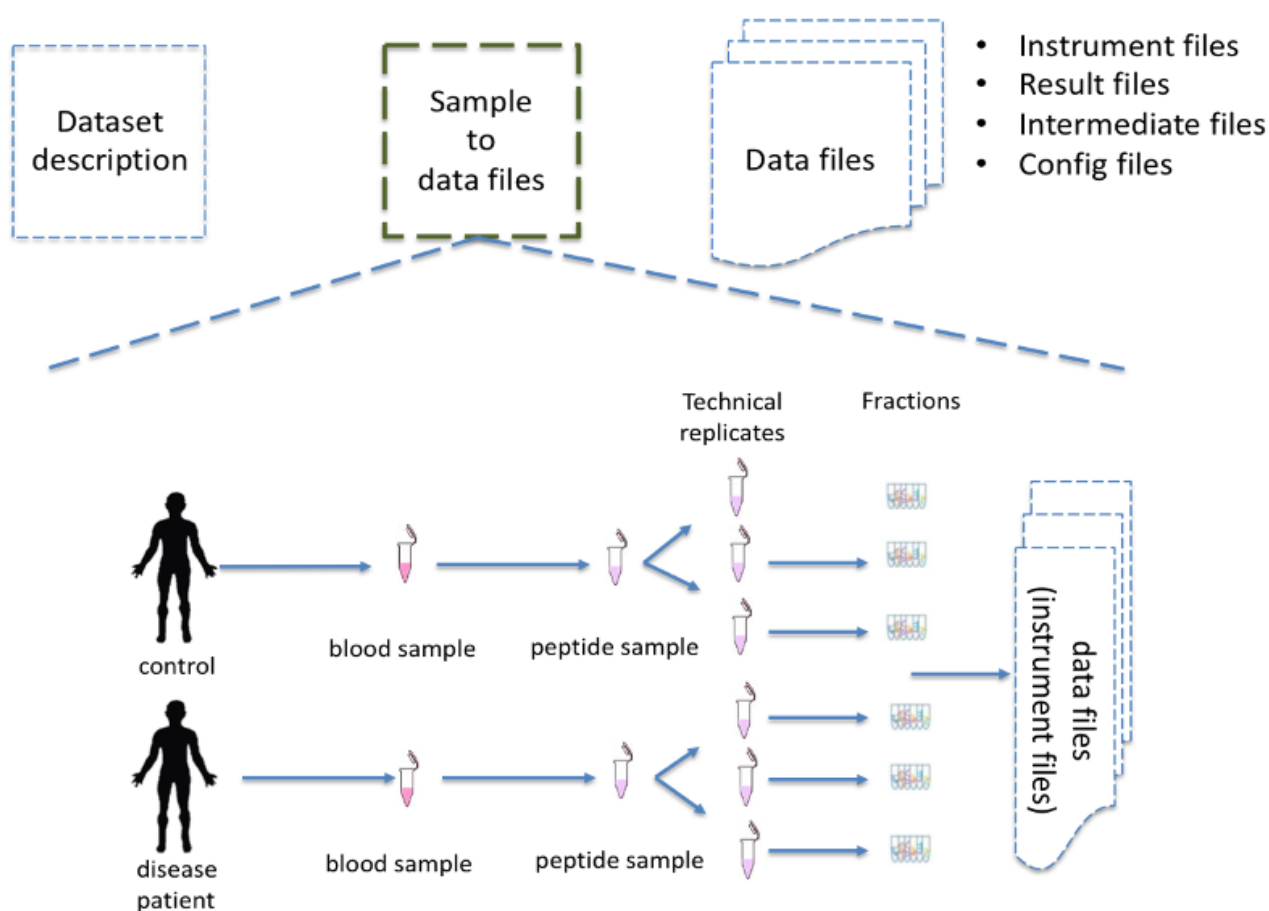 Dataset
description
Sample
to
data files
Data files
• Instrument files
• Result files
• Intermediate files
• Config files
Technical
replicates
Fractions
control
blood sample
peptide sample
disease
patient
blood sample
peptide sample
data files
(instrument files)